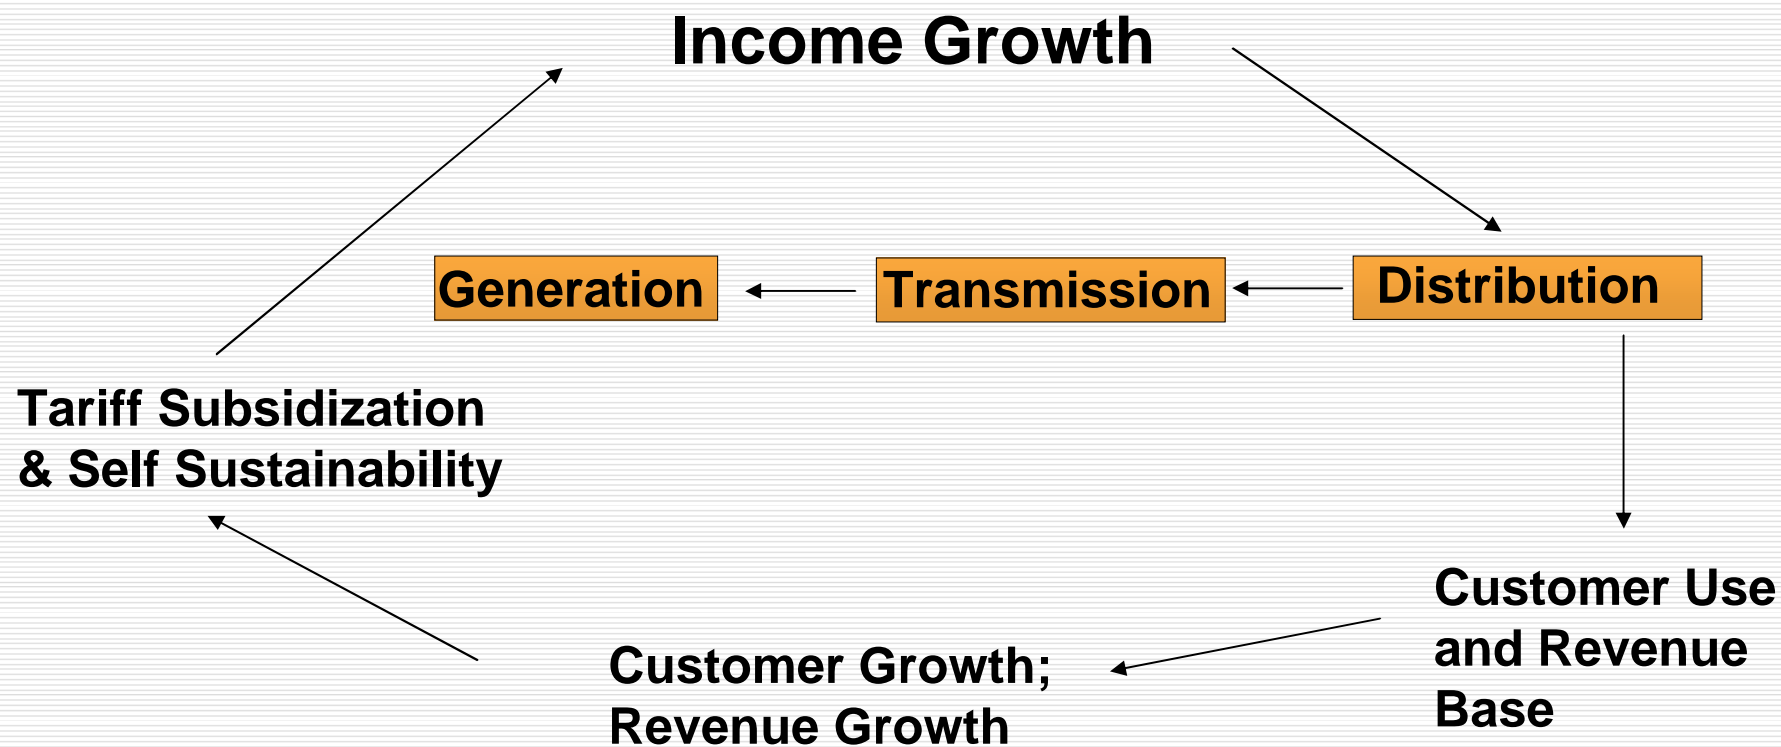 Income Growth
Generation
Transmission
Distribution
Tariff Subsidization
& Self Sustainability
Customer Use
and Revenue
Base
Customer Growth;
Revenue Growth